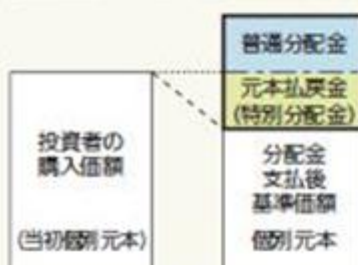 普通分配金
元本払戻金
(特別分配金)
投資者の
購入価額
(当初個別元本)
分配金
支払後
基準価額
個別元本